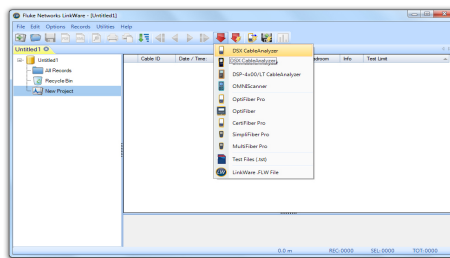 Fluke Networks LinkWare - [Untitled1]
File Edit Options Records Utilities Help
Untitled1
Cable ID Date / Time: Headroom Info Test Limit
Untitled1
All Records
Recycle Bin
New Project
DSX CableAnalyzer
DSX CableAnalyzer
DSP-4x00/LT CableAnalyzer
OMNIScanner
OptiFiber Pro
OptiFiber
CertiFiber Pro
SimpliFiber Pro
MultiFiber Pro
Test Files (.txt)
LinkWare .FLW File
0.0 m REC-0000 SEL-0000 TOT-0000